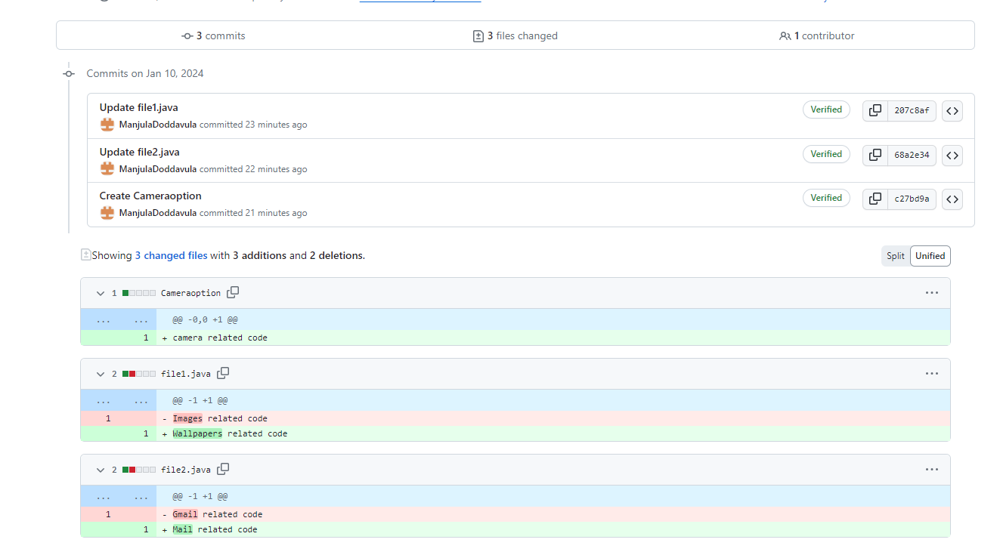 3 commits
3 files changed
1 contributor
Commits on Jan 10, 2024
Update file1.java
ManjulaDoddavula committed 23 minutes ago
Verified
207c8af
Update file2.java
ManjulaDoddavula committed 22 minutes ago
Verified
68a2e34
Create Cameraoption
ManjulaDoddavula committed 21 minutes ago
Verified
c27bd9a
Showing 3 changed files with 3 additions and 2 deletions.
Split Unified
1 Cameraoption
... ... @@ -0,0 +1 @@
1 + camera related code
2 file1.java
... ... @@ -1 +1 @@
1 - Images related code
1 + Wallpapers related code
2 file2.java
... ... @@ -1 +1 @@
1 - Gmail related code
1 + Mail related code